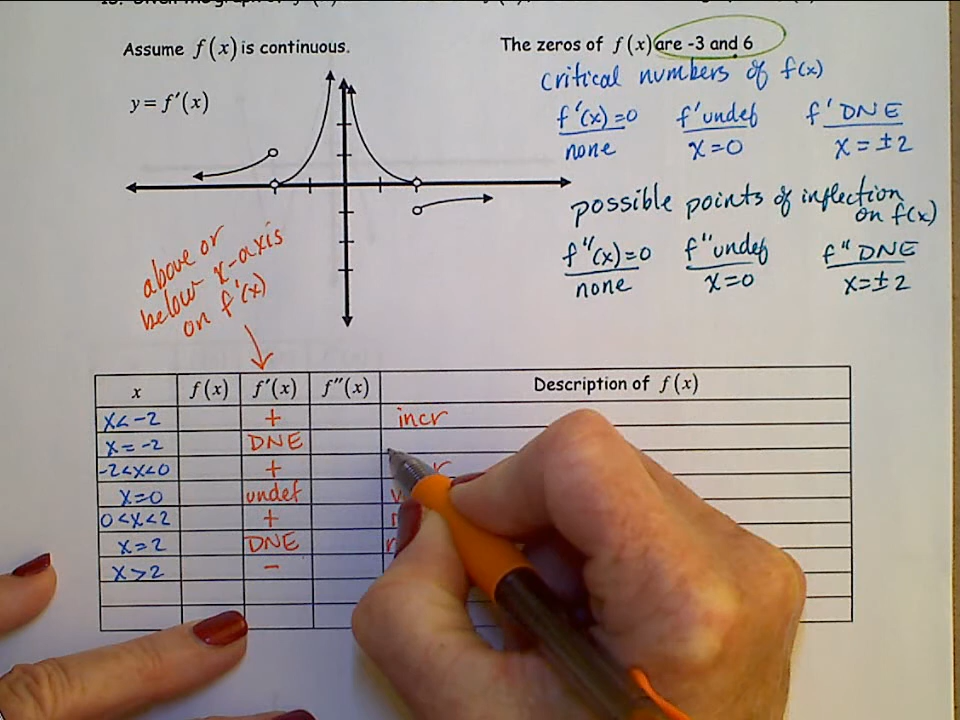 Assume f(x) is continuous.
The zeros of f(x) are -3 and 6
critical numbers of f(x)
y = f'(x)
f'(x)=0 f' undef f' DNE
none x=0 x=±2
possible points of inflection
on f(x)
f"(x)=0 f" undef f" DNE
none x=0 x=±2
above or
below x-axis
on f'(x)
x f(x) f'(x) f"(x) Description of f(x)
x<-2 + incr
x=-2 DNE
-2<x<0 +
x=0 undef
0<x<2 +
x=2 DNE
x>2 -